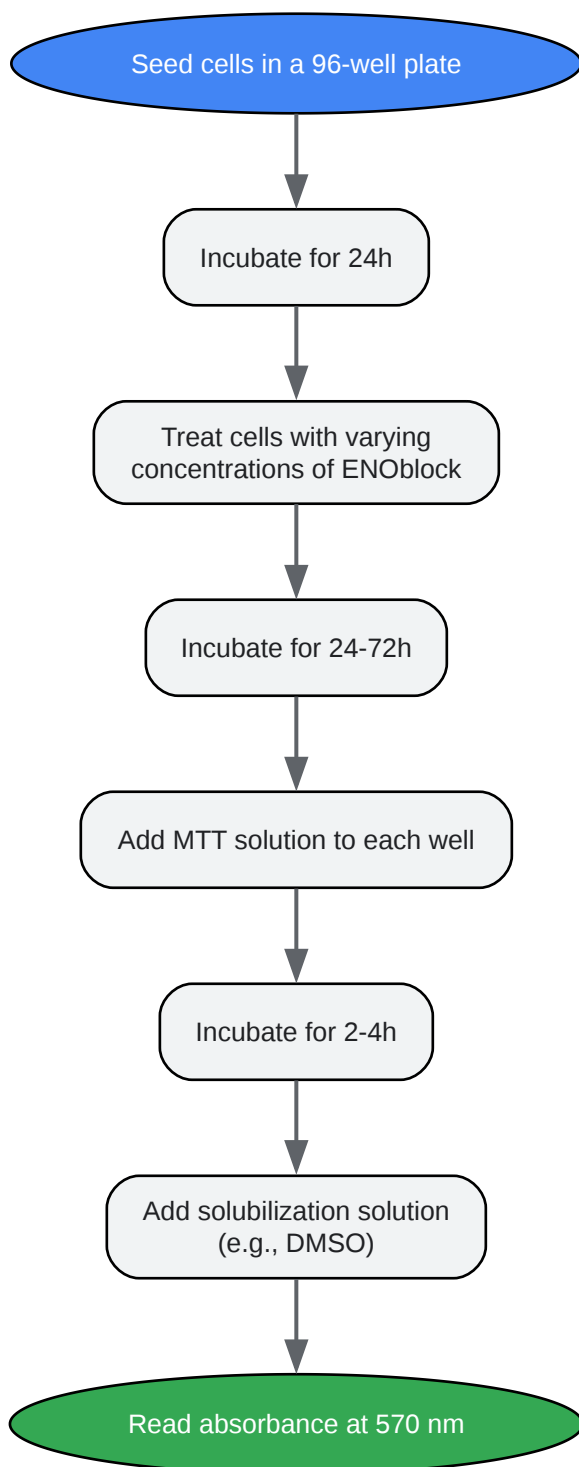 Seed cells in a 96-well plate
Incubate for 24h
Treat cells with varying
concentrations of ENOblock
Incubate for 24-72h
Add MTT solution to each well
Incubate for 2-4h
Add solubilization solution
(e.g., DMSO)
Read absorbance at 570 nm